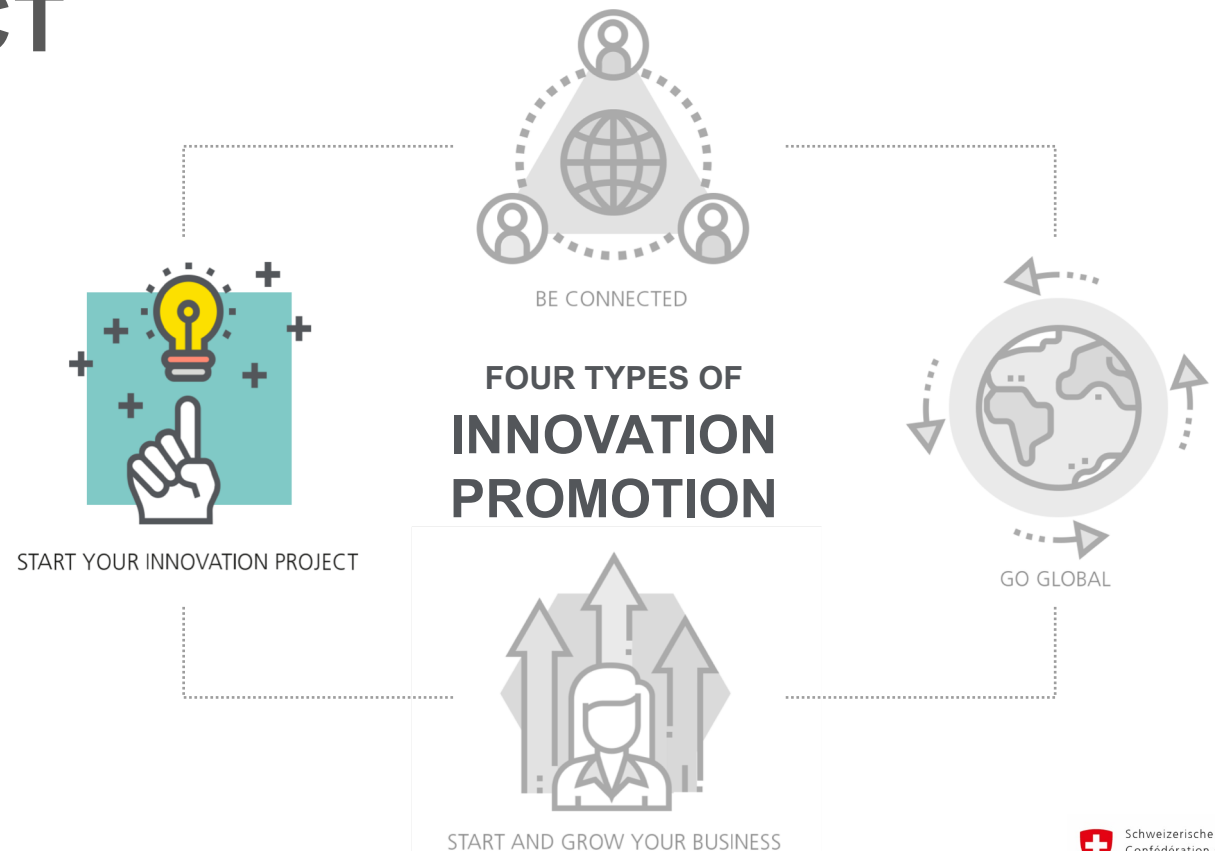 CT
BE CONNECTED
FOUR TYPES OF
INNOVATION
PROMOTION
START YOUR INNOVATION PROJECT
GO GLOBAL
START AND GROW YOUR BUSINESS
Schweizerische
Confédération